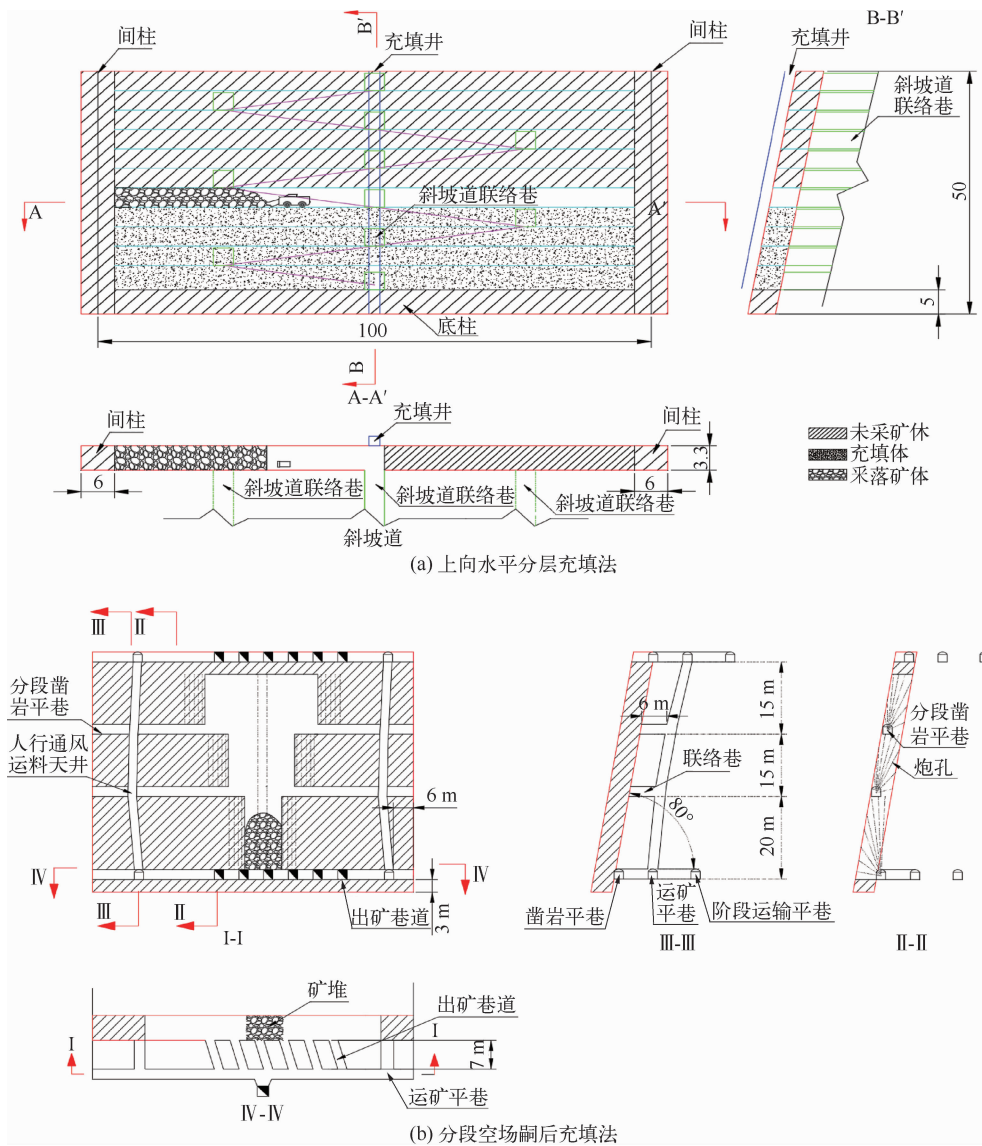 B'
充填井
间柱
间柱
斜坡道联络巷
A
A'
底柱
100
B
B-B'
充填井
斜坡道
联络巷
50
5
A-A'
充填井
间柱
间柱
3.3
6
6
斜坡道联络巷
斜坡道联络巷
斜坡道联络巷
斜坡道
未采矿休
充填体
采落矿体
(a) 上向水平分层充填法
Ⅲ
Ⅱ
分段凿
岩平巷
人行通风
运料天井
6 m
Ⅳ
Ⅳ
Ⅲ
Ⅱ
I-I
出矿巷道
3 m
6 m
联络巷
80°
15 m
15 m
20 m
凿岩平巷
运矿
平巷
阶段运输平巷
Ⅲ-Ⅲ
分段凿
岩平巷
炮孔
Ⅱ-Ⅱ
矿堆
出矿巷道
I
I
7 m
运矿平巷
Ⅳ-Ⅳ
(b) 分段空场嗣后充填法